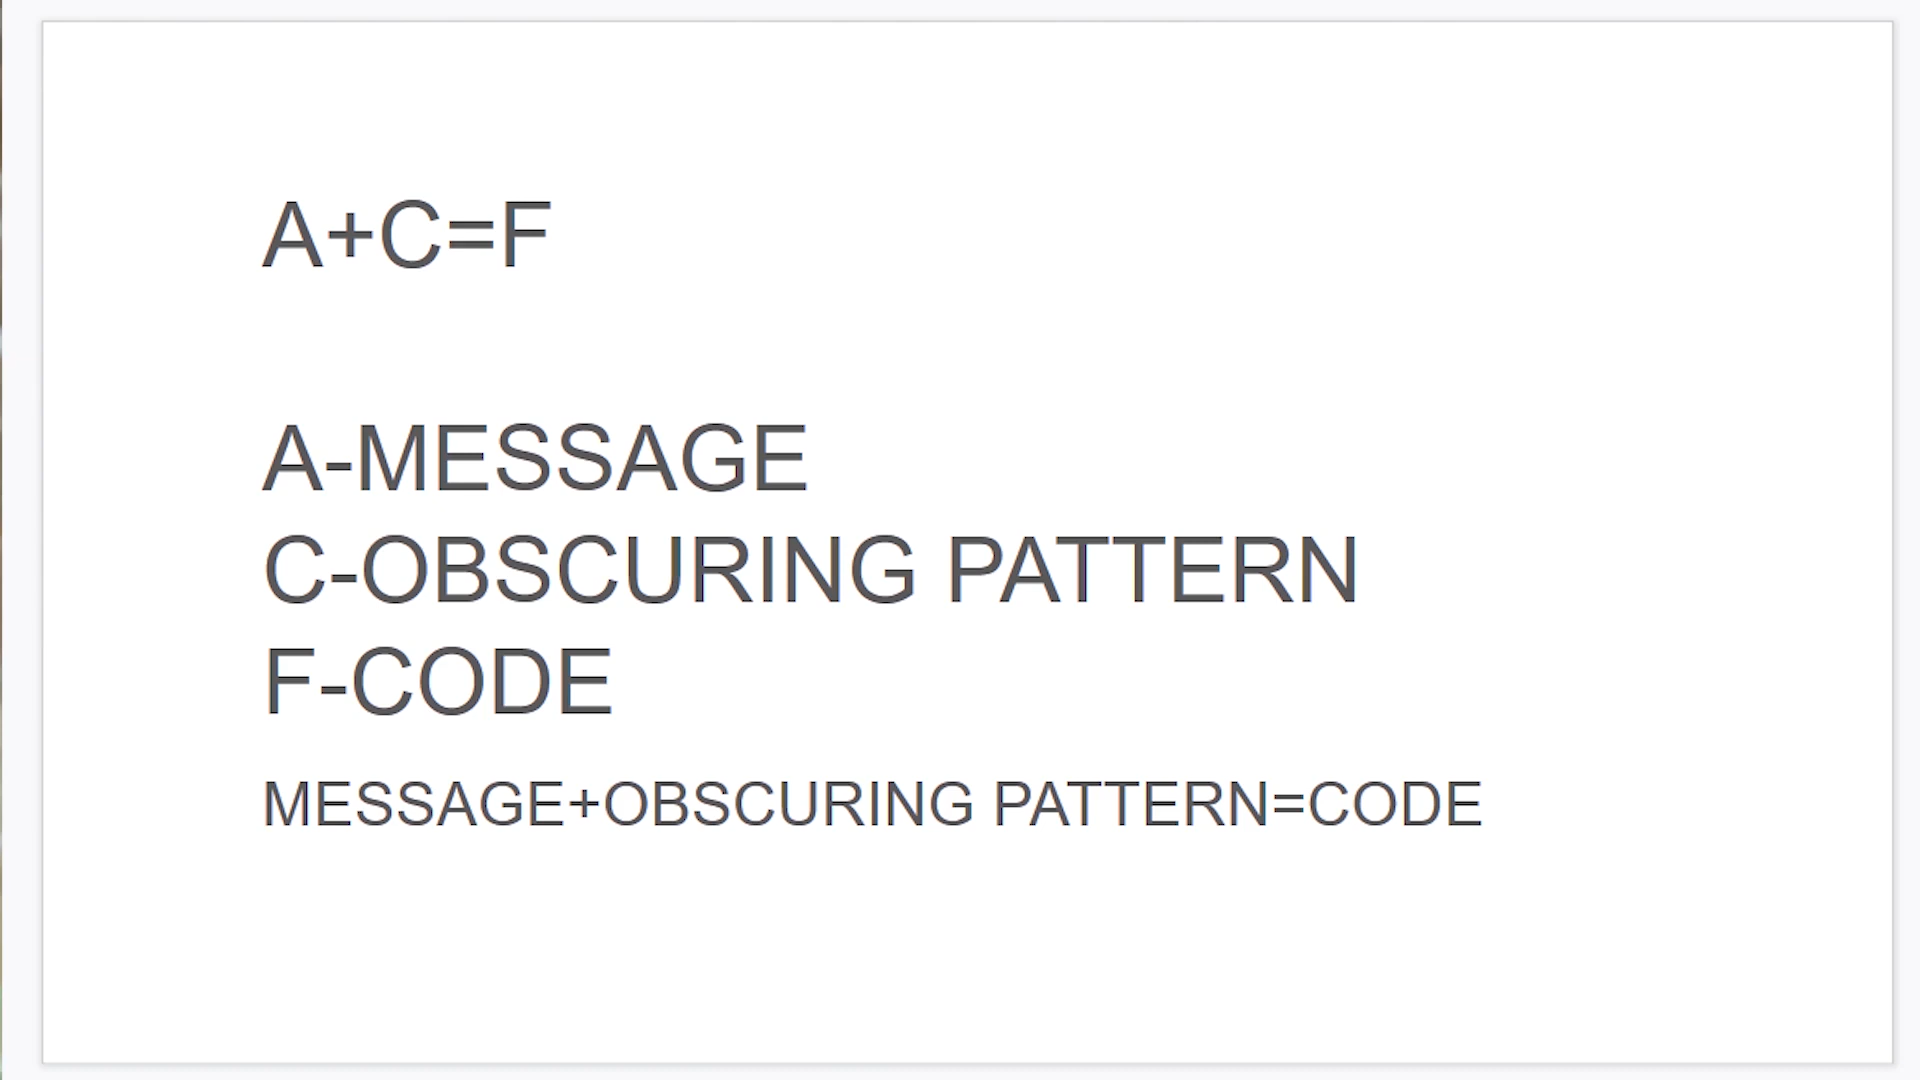 A+C=F
A-MESSAGE
C-OBSCURING PATTERN
F-CODE
MESSAGE+OBSCURING PATTERN=CODE